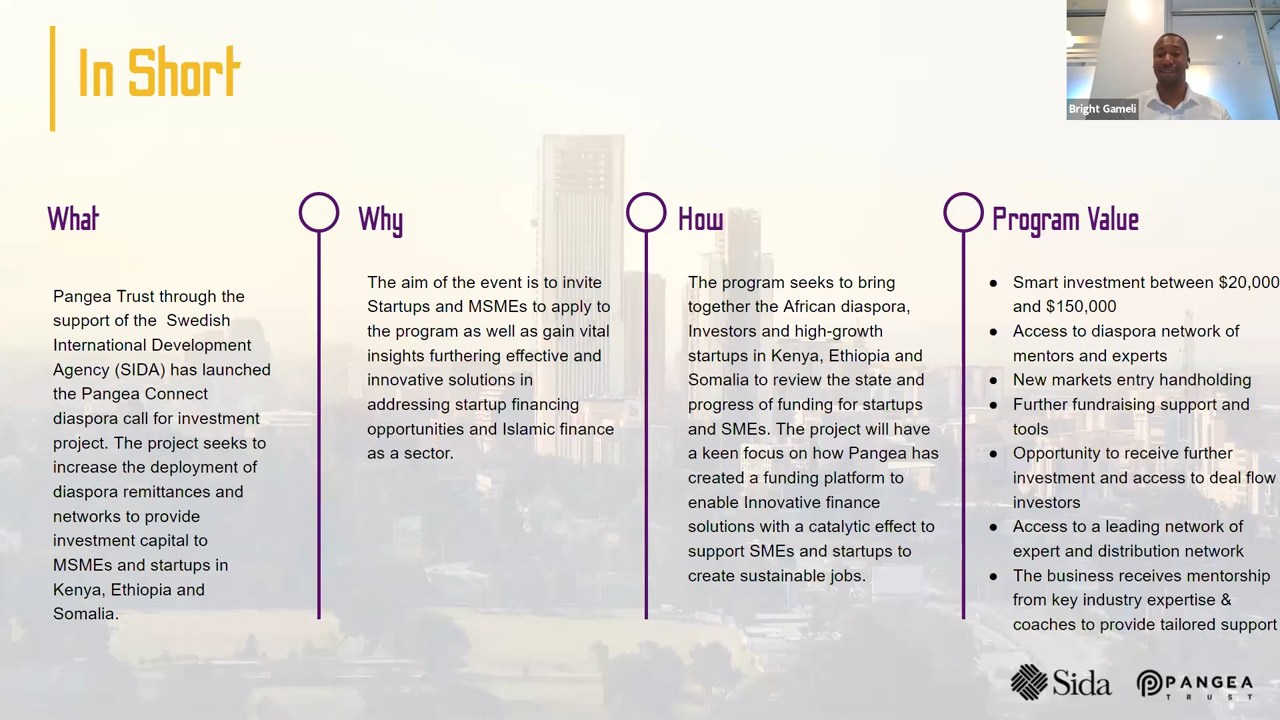 In Short
Bright Gameli
What
Pangea Trust through the
support of the  Swedish
International Development
Agency (SIDA) has launched
the Pangea Connect
diaspora call for investment
project. The project seeks to
increase the deployment of
diaspora remittances and
networks to provide
investment capital to
MSMEs and startups in
Kenya, Ethiopia and
Somalia.
Why
The aim of the event is to invite
Startups and MSMEs to apply to
the program as well as gain vital
insights furthering effective and
innovative solutions in
addressing startup financing
opportunities and Islamic finance
as a sector.
How
The program seeks to bring
together the African diaspora,
Investors and high-growth
startups in Kenya, Ethiopia and
Somalia to review the state and
progress of funding for startups
and SMEs. The project will have
a keen focus on how Pangea has
created a funding platform to
enable Innovative finance
solutions with a catalytic effect to
support SMEs and startups to
create sustainable jobs.
Program Value
● Smart investment between $20,000
and $150,000
● Access to diaspora network of
mentors and experts
● New markets entry handholding
● Further fundraising support and
tools
● Opportunity to receive further
investment and access to deal flow
investors
● Access to a leading network of
expert and distribution network
● The business receives mentorship
from key industry expertise &
coaches to provide tailored support
Sida
PANGEA
TRUST